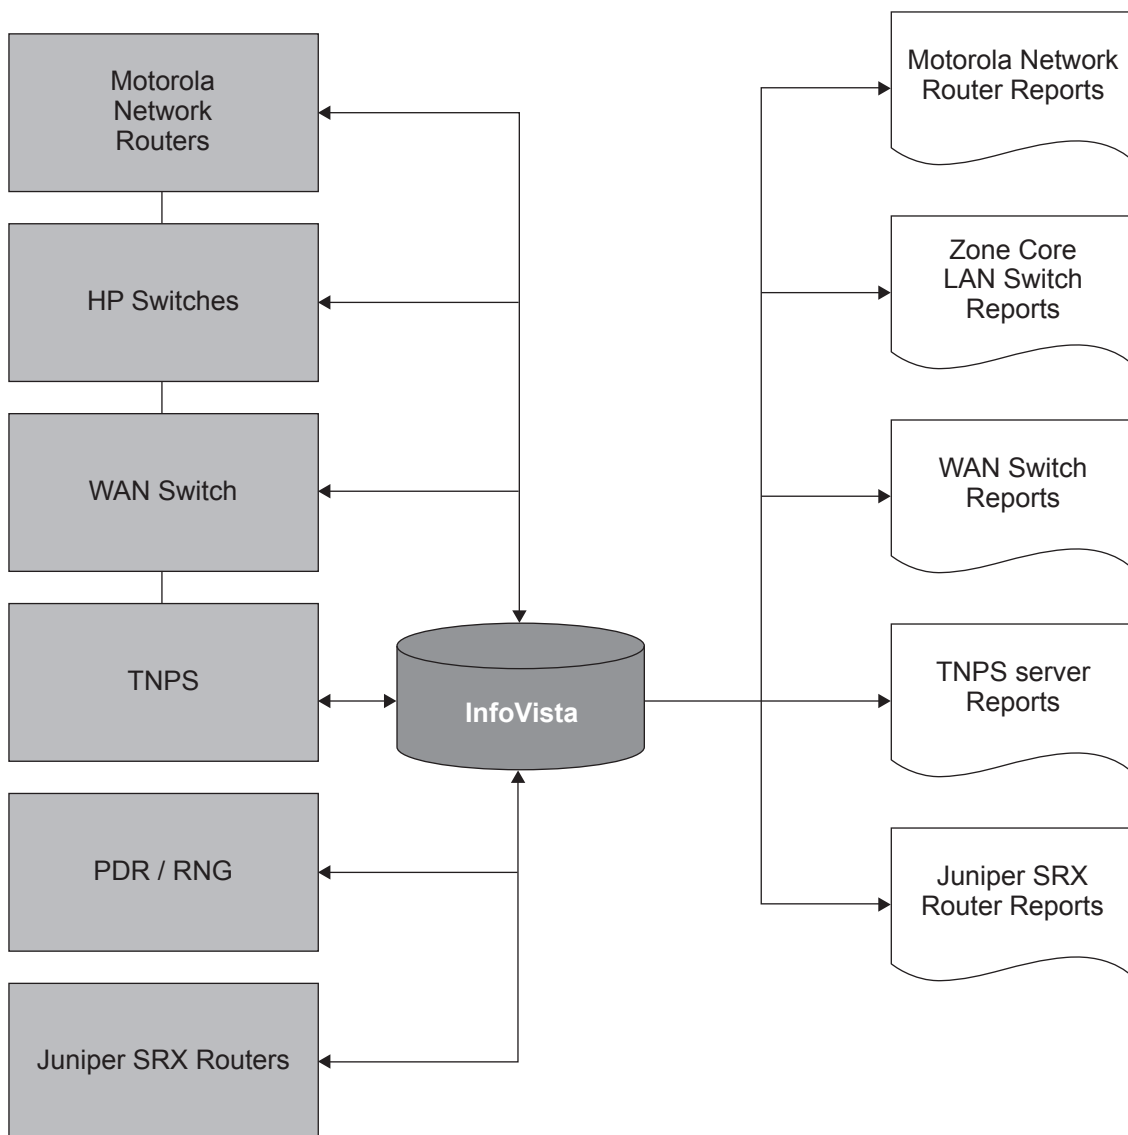 Motorola
Network
Routers
HP Switches
WAN Switch
TNPS
PDR / RNG
Juniper SRX Routers
InfoVista
Motorola Network
Router Reports
Zone Core
LAN Switch
Reports
WAN Switch
Reports
TNPS server
Reports
Juniper SRX
Router Reports